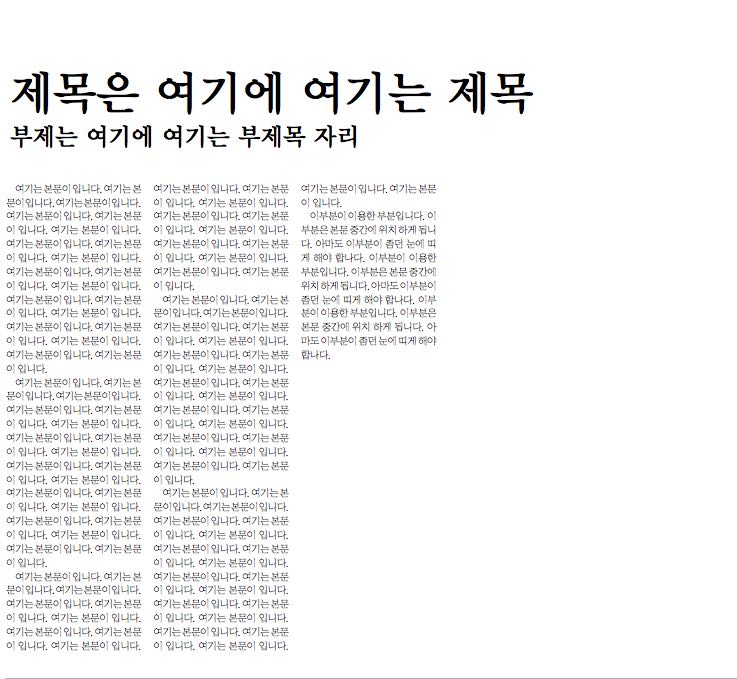 제목은 여기에 여기는 제목
부제는 여기에 여기는 부제목 자리
여기는 본문이 입니다. 여기는 본
문이 입니다. 여기는 본문이 입니다.
여기는 본문이 입니다. 여기는 본문
이 입니다. 여기는 본문이 입니다.
여기는 본문이 입니다. 여기는 본문
이 입니다. 여기는 본문이 입니다.
여기는 본문이 입니다. 여기는 본문
이 입니다. 여기는 본문이 입니다.
여기는 본문이 입니다. 여기는 본문
이 입니다. 여기는 본문이 입니다.
여기는 본문이 입니다. 여기는 본문
이 입니다. 여기는 본문이 입니다.
여기는 본문이 입니다. 여기는 본문
이 입니다.
여기는 본문이 입니다. 여기는 본
문이 입니다. 여기는 본문이 입니다.
여기는 본문이 입니다. 여기는 본문
이 입니다. 여기는 본문이 입니다.
여기는 본문이 입니다. 여기는 본문
이 입니다. 여기는 본문이 입니다.
여기는 본문이 입니다. 여기는 본문
이 입니다. 여기는 본문이 입니다.
여기는 본문이 입니다. 여기는 본문
이 입니다. 여기는 본문이 입니다.
여기는 본문이 입니다. 여기는 본문
이 입니다. 여기는 본문이 입니다.
여기는 본문이 입니다. 여기는 본문
이 입니다.
여기는 본문이 입니다. 여기는 본
문이 입니다. 여기는 본문이 입니다.
여기는 본문이 입니다. 여기는 본문
이 입니다. 여기는 본문이 입니다.
여기는 본문이 입니다. 여기는 본문
이 입니다. 여기는 본문이 입니다.
여기는 본문이 입니다. 여기는 본문
이 입니다. 여기는 본문이 입니다.
여기는 본문이 입니다. 여기는 본문
이 입니다. 여기는 본문이 입니다.
여기는 본문이 입니다. 여기는 본문
이 입니다. 여기는 본문이 입니다.
여기는 본문이 입니다. 여기는 본문
이 입니다.
여기는 본문이 입니다. 여기는 본
문이 입니다. 여기는 본문이 입니다.
여기는 본문이 입니다. 여기는 본문
이 입니다. 여기는 본문이 입니다.
여기는 본문이 입니다. 여기는 본문
이 입니다. 여기는 본문이 입니다.
여기는 본문이 입니다. 여기는 본문
이 입니다. 여기는 본문이 입니다.
여기는 본문이 입니다. 여기는 본문
이 입니다. 여기는 본문이 입니다.
여기는 본문이 입니다. 여기는 본문
이 입니다. 여기는 본문이 입니다.
여기는 본문이 입니다. 여기는 본문
이 입니다.
여기는 본문이 입니다. 여기는 본
문이 입니다. 여기는 본문이 입니다.
여기는 본문이 입니다. 여기는 본문
이 입니다. 여기는 본문이 입니다.
여기는 본문이 입니다. 여기는 본문
이 입니다. 여기는 본문이 입니다.
여기는 본문이 입니다. 여기는 본문
이 입니다. 여기는 본문이 입니다.
여기는 본문이 입니다. 여기는 본문
이 입니다. 여기는 본문이 입니다.
여기는 본문이 입니다. 여기는 본문
이 입니다. 여기는 본문이 입니다.
여기는 본문이 입니다. 여기는 본문
이 입니다.
이부분이 이용한 부분입니다. 이
부분은 본문 중간에 위치 하게 됩니
다. 아마도 이부분이 좀던 눈에 띠
게 해야 합나다. 이부분이 이용한
부분입니다. 이부분은 본문 중간에
위치 하게 됩니다. 아마도 이부분이
좀던 눈에 띠게 해야 합나다. 이부
분이 이용한 부분입니다. 이부분은
본문 중간에 위치 하게 됩니다. 아
마도 이부분이 좀던 눈에 띠게 해야
합나다.